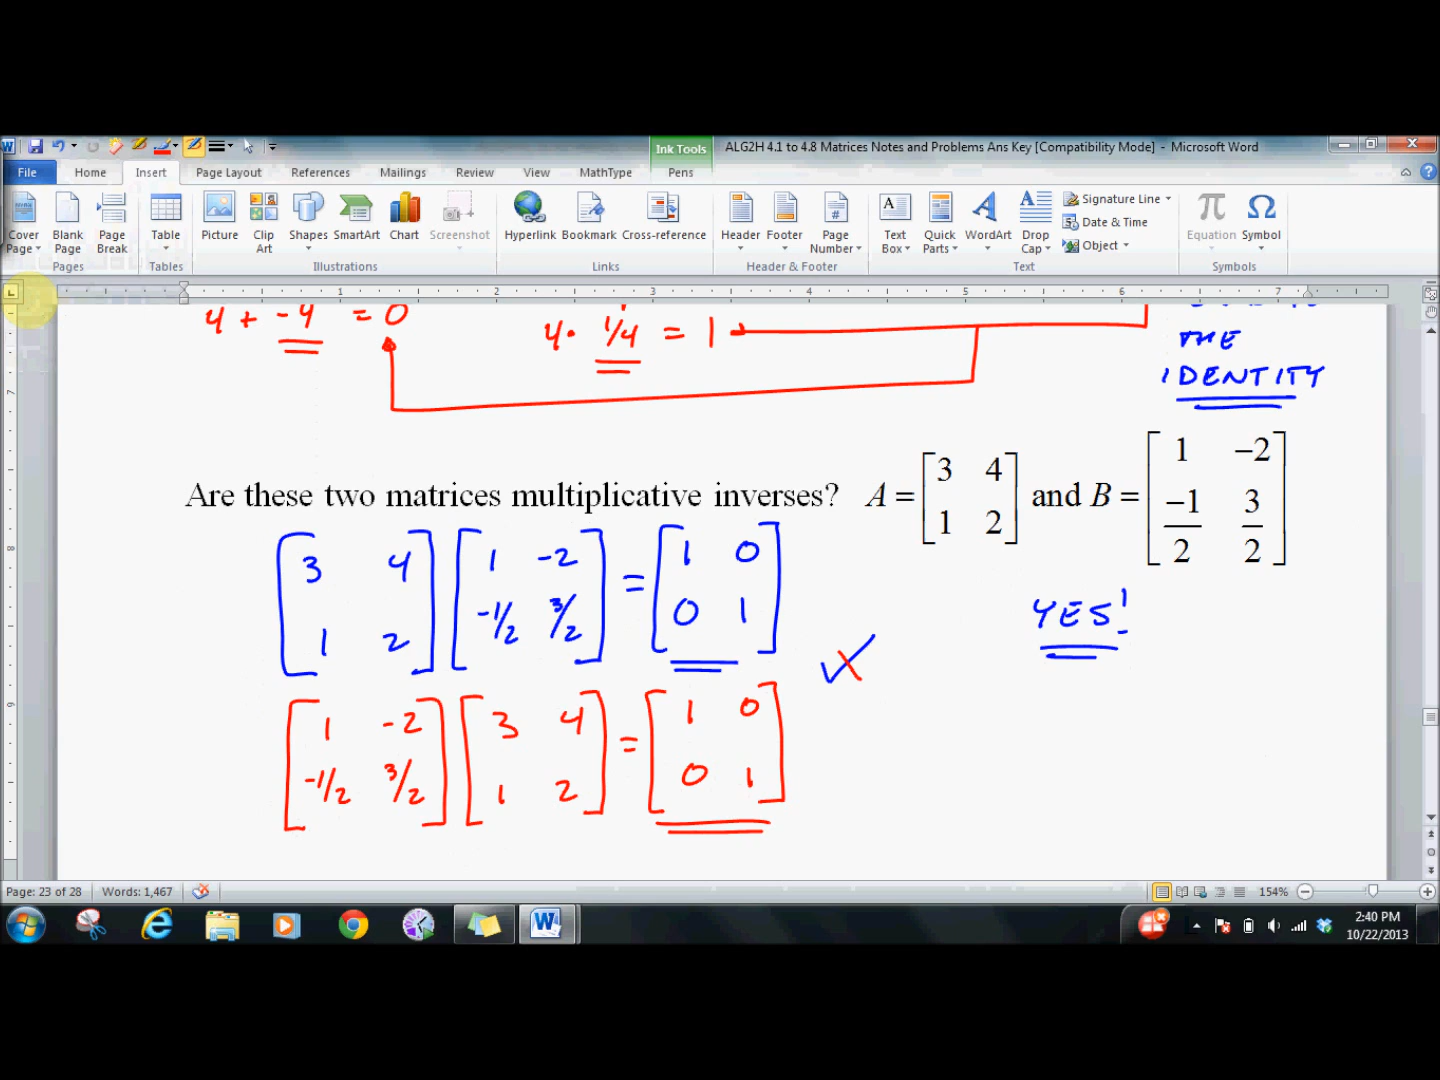 ALG2H 4.1 to 4.8 Matrices Notes and Problems Ans Key [Compatibility Mode] - Microsoft Word
Ink Tools
File Home Insert Page Layout References Mailings Review View MathType Pens
Cover Page Blank Page Page Break Table Picture Clip Art Shapes SmartArt Chart Screenshot Hyperlink Bookmark Cross-reference Header Footer Page Number Text Box Quick Parts WordArt Drop Cap Signature Line Date & Time Object Equation Symbol
Pages Tables Illustrations Links Header & Footer Text Symbols
1 2 3 4 5 6 7
4 + -4 = 0
4 · 1/4 = 1
THE
IDENTITY
Are these two matrices multiplicative inverses? A = [3 4 1 2] and B = [1 -2 -1/2 3/2]
[3 4 1 2] [1 -2 -1/2 3/2] = [1 0 0 1]
YES!
[1 -2 -1/2 3/2] [3 4 1 2] = [1 0 0 1]
Page: 23 of 28 Words: 1,467 154%
2:40 PM
10/22/2013